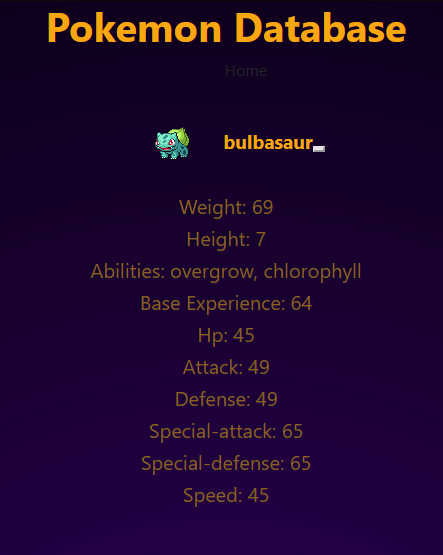 Pokemon Database
Home
bulbasaur
Weight: 69
Height: 7
Abilities: overgrow, chlorophyll
Base Experience: 64
Hp: 45
Attack: 49
Defense: 49
Special-attack: 65
Special-defense: 65
Speed: 45